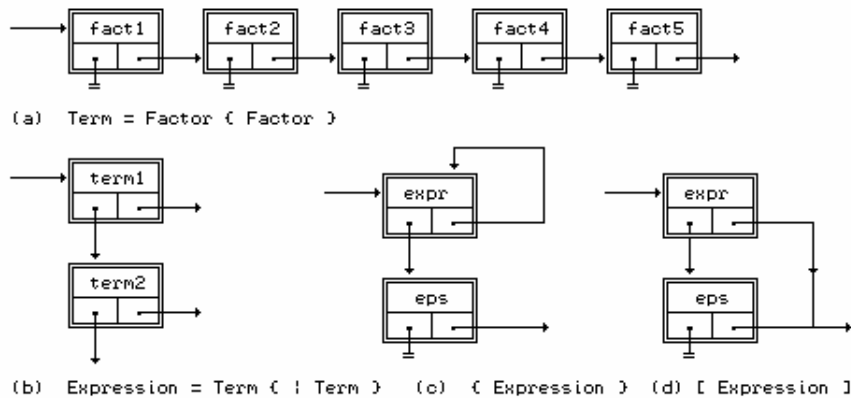 fact1 fact2 fact3 fact4 fact5
(a) Term = Factor { Factor }
term1 expr expr
term2 eps eps
(b) Expression = Term { ¦ Term } (c) { Expression } (d) [ Expression ]